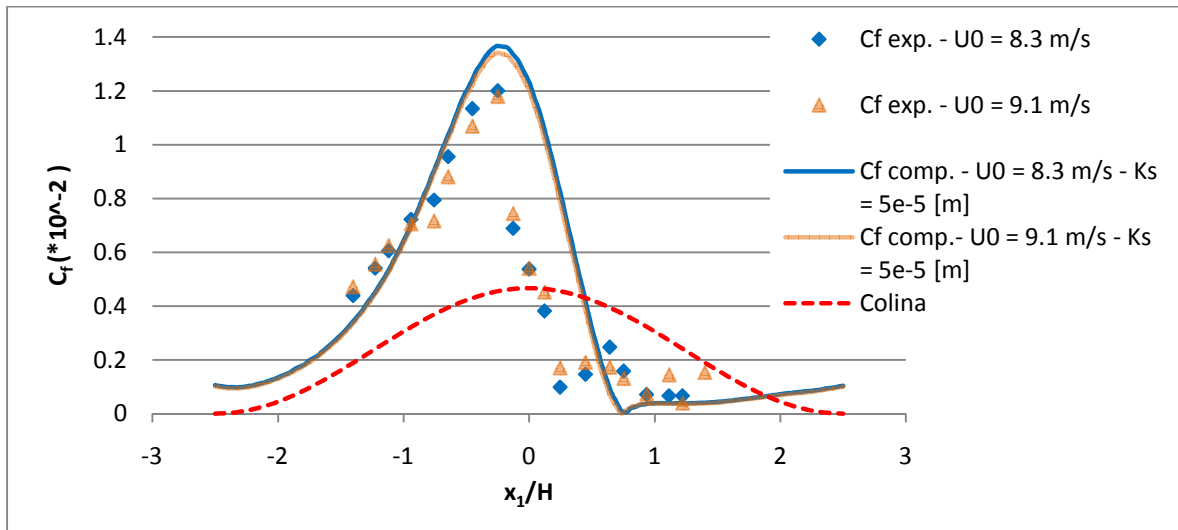 1.4
1.2
1
0.8
0.6
0.4
0.2
0
-3
-2
-1
0
1
2
3
Cf (*10^-2 )
x1/H
Cf exp. - U0 = 8.3 m/s
Cf exp. - U0 = 9.1 m/s
Cf comp. - U0 = 8.3 m/s - Ks
= 5e-5 [m]
Cf comp.- U0 = 9.1 m/s - Ks
= 5e-5 [m]
Colina